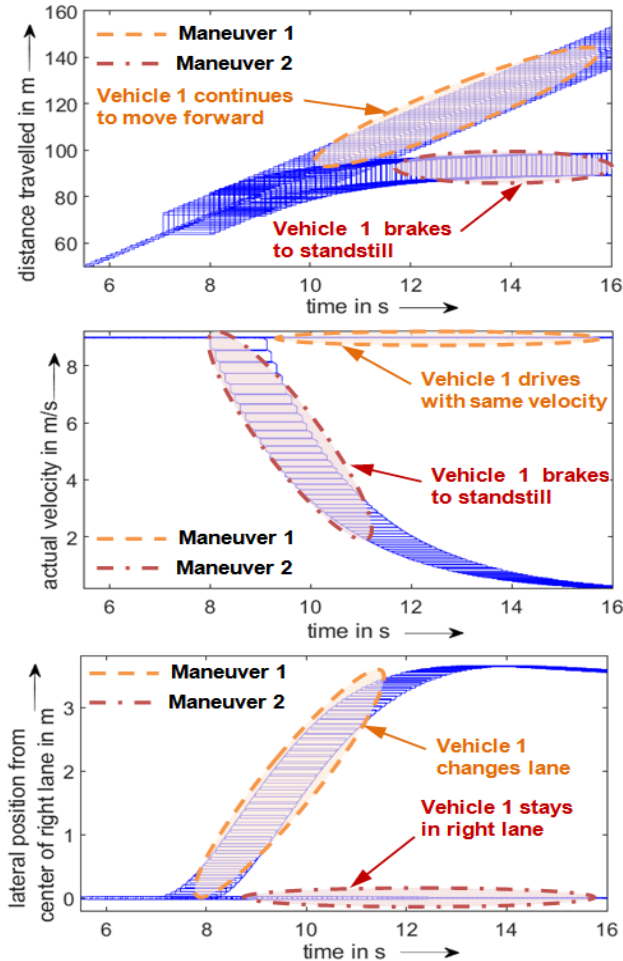 160
140
120
100
80
60
distance travelled in m
Maneuver 1
Maneuver 2
Vehicle 1 continues
to move forward
Vehicle 1 brakes
to standstill
6
8
10
12
14
16
time in s
8
6
4
2
actual velocity in m/s
Vehicle 1 drives
with same velocity
Vehicle 1 brakes
to standstill
Maneuver 1
Maneuver 2
6
8
10
12
14
16
time in s
3
2
1
0
lateral position from
center of right lane in m
Maneuver 1
Maneuver 2
Vehicle 1
changes lane
Vehicle 1 stays
in right lane
6
8
10
12
14
16
time in s